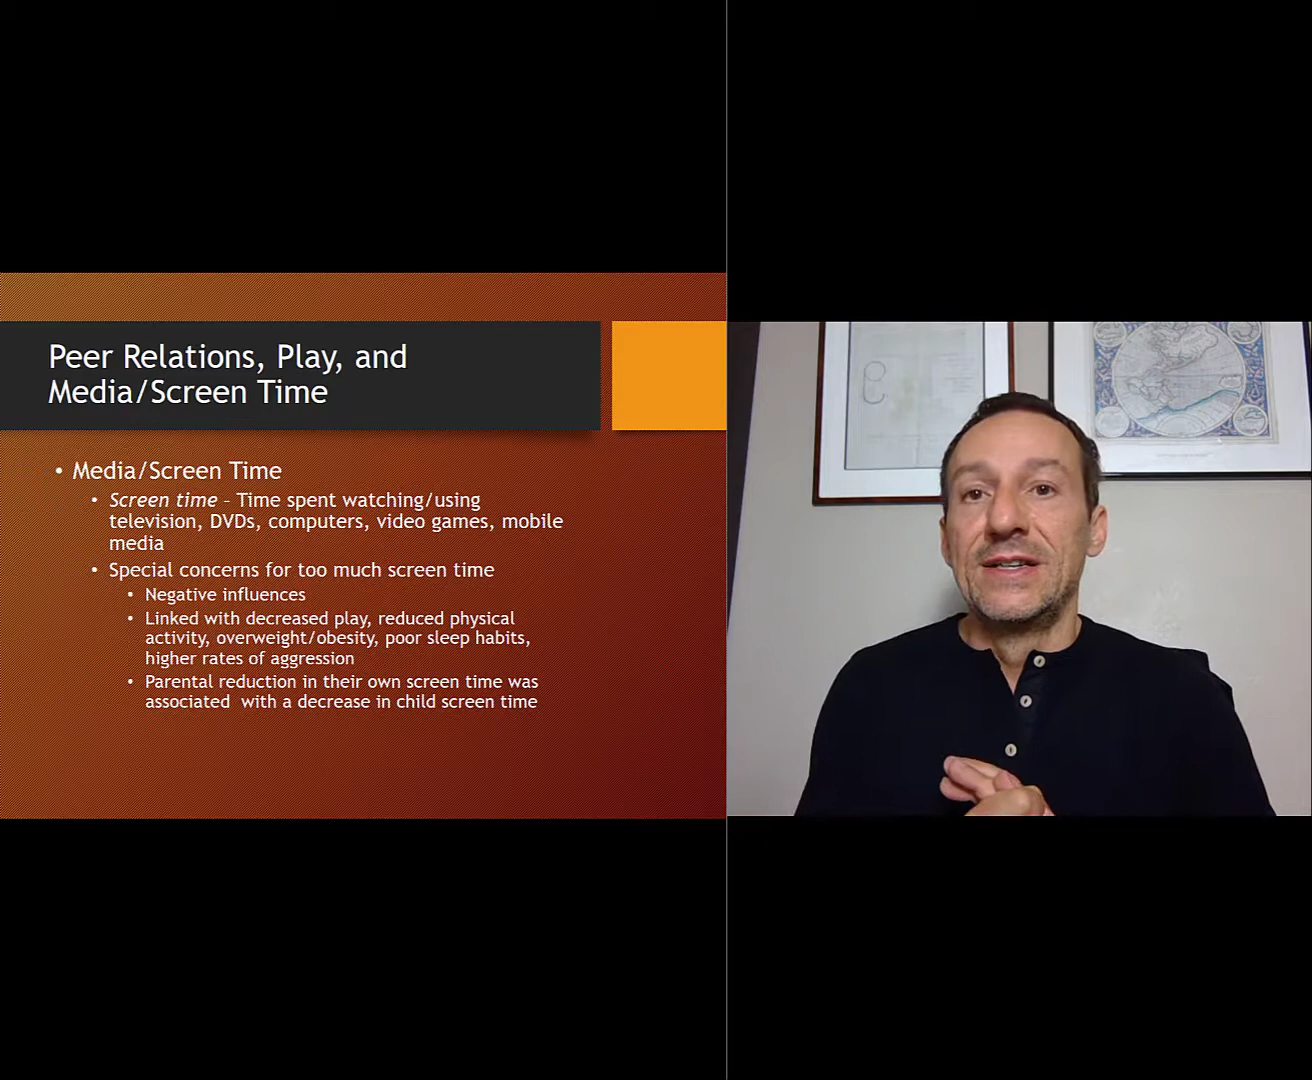 Peer Relations, Play, and
Media/Screen Time
• Media/Screen Time
• Screen time – Time spent watching/using
television, DVDs, computers, video games, mobile
media
• Special concerns for too much screen time
• Negative influences
• Linked with decreased play, reduced physical
activity, overweight/obesity, poor sleep habits,
higher rates of aggression
• Parental reduction in their own screen time was
associated  with a decrease in child screen time